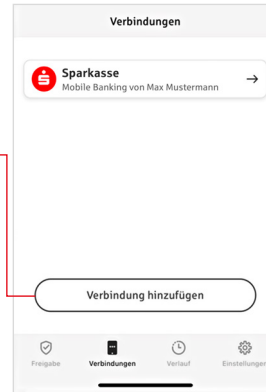 Verbindungen
Sparkasse
Mobile Banking von Max Mustermann
Verbindung hinzufügen
Freigabe
Verbindungen
Verlauf
Einstellungen